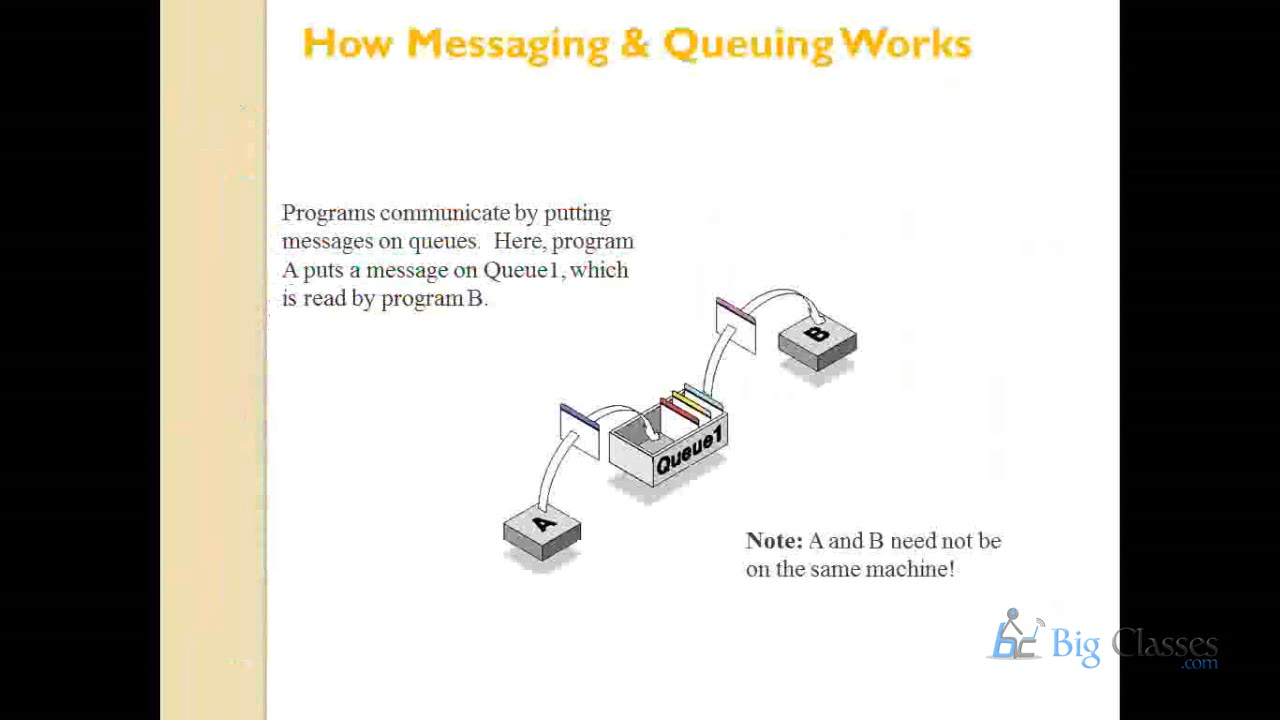 How Messaging & Queuing Works
Programs communicate by putting
messages on queues. Here, program
A puts a message on Queue1, which
is read by program B.
B
Queue1
A
Note: A and B need not be
on the same machine!
bc Big Classes
.com